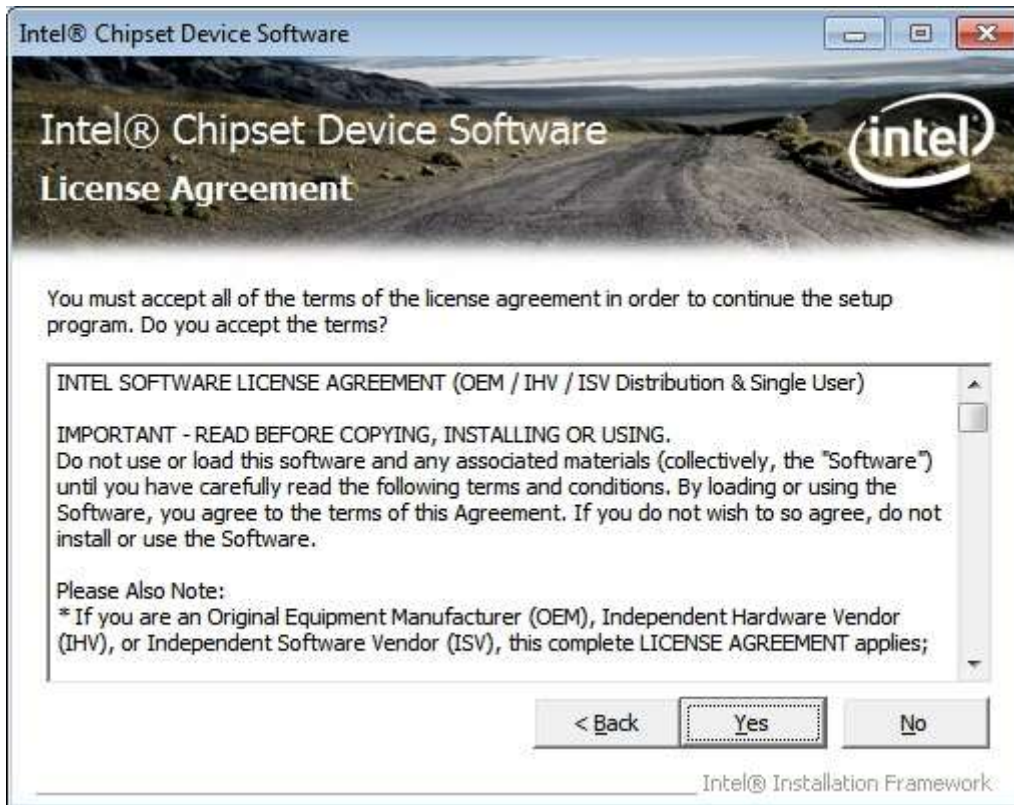 Intel® Chipset Device Software
Intel® Chipset Device Software
intel
License Agreement
You must accept all of the terms of the license agreement in order to continue the setup
program. Do you accept the terms?
INTEL SOFTWARE LICENSE AGREEMENT (OEM / IHV / ISV Distribution & Single User)
IMPORTANT - READ BEFORE COPYING, INSTALLING OR USING.
Do not use or load this software and any associated materials (collectively, the "Software")
until you have carefully read the following terms and conditions. By loading or using the
Software, you agree to the terms of this Agreement. If you do not wish to so agree, do not
install or use the Software.
Please Also Note:
* If you are an Original Equipment Manufacturer (OEM), Independent Hardware Vendor
(IHV), or Independent Software Vendor (ISV), this complete LICENSE AGREEMENT applies;
< Back Yes No
Intel® Installation Framework